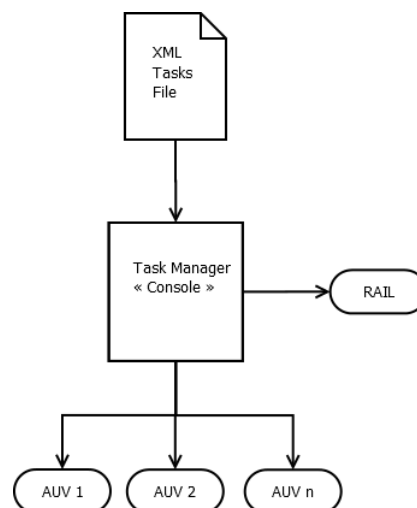 XML
Tasks
File
Task Manager
« Console »
RAIL
AUV 1
AUV 2
AUV n